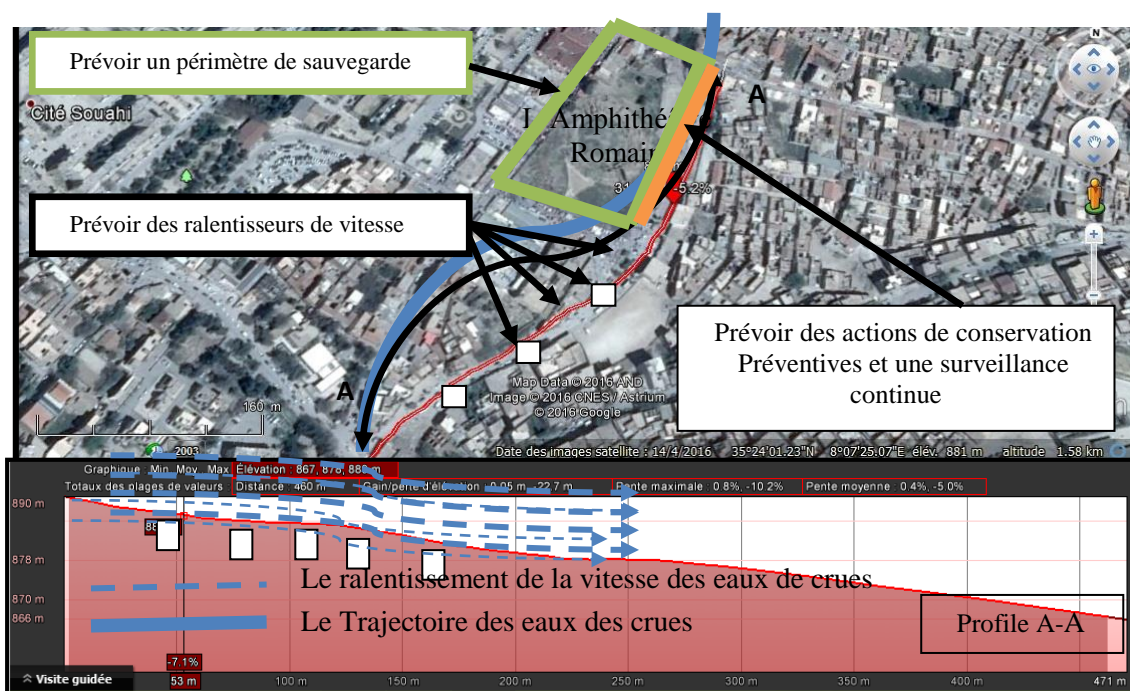 N
Prévoir un périmètre de sauvegarde
Cité Souahi
A
L'Amphithé
Romain
-5.2%
Prévoir des ralentisseurs de vitesse
Prévoir des actions de conservation
Préventives et une surveillance
continue
A
160 m
Map Data © 2016 AND
Image © 2016 CNES / Astrium
© 2016 Google
2003
Date des images satellite : 14/4/2016 35°24'01.23"N 8°07'25.07"E élév. 881 m altitude 1.58 km
Graphique : Min, Moy, Max Élévation : 867, 878, 888 m
Totaux des plages de valeurs : Distance : 460 m Gain/perte d'élévation : 0.05 m, -22.7 m Pente maximale : 0.8%, -10.2% Pente moyenne : 0.4%, -5.0%
890 m
878 m
870 m
866 m
Le ralentissement de la vitesse des eaux de crues
Le Trajectoire des eaux des crues
Profile A-A
-7.1%
Visite guidée
53 m
100 m
150 m
200 m
250 m
300 m
350 m
400 m
471 m